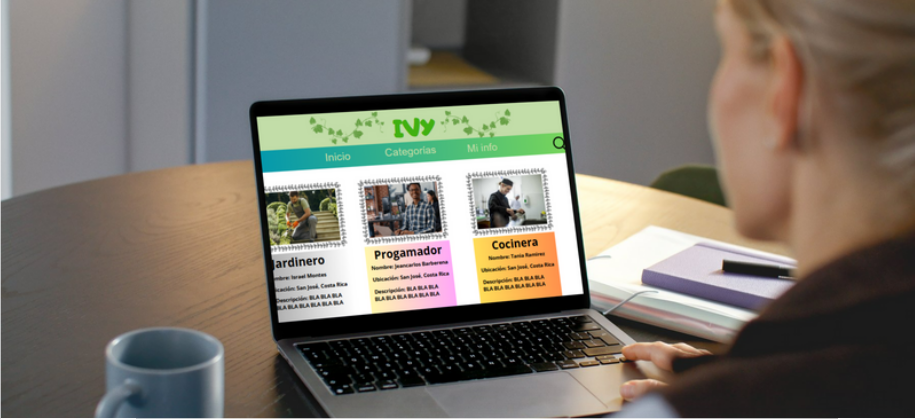 IVY
Inicio
Categorias
Mi info
Jardinero
Nombre: Israel Montes
Ubicación: San José, Costa Rica
Descripción: BLA BLA BLA
BLA BLA BLA BLA BLA BLA
Progamador
Nombre: Jeancarlos Barberena
Ubicación: San José, Costa Rica
Descripción: BLA BLA BLA
BLA BLA BLA BLA BLA BLA
Cocinera
Nombre: Tania Ramirez
Ubicación: San José, Costa Rica
Descripción: BLA BLA BLA
BLA BLA BLA BLA BLA BLA